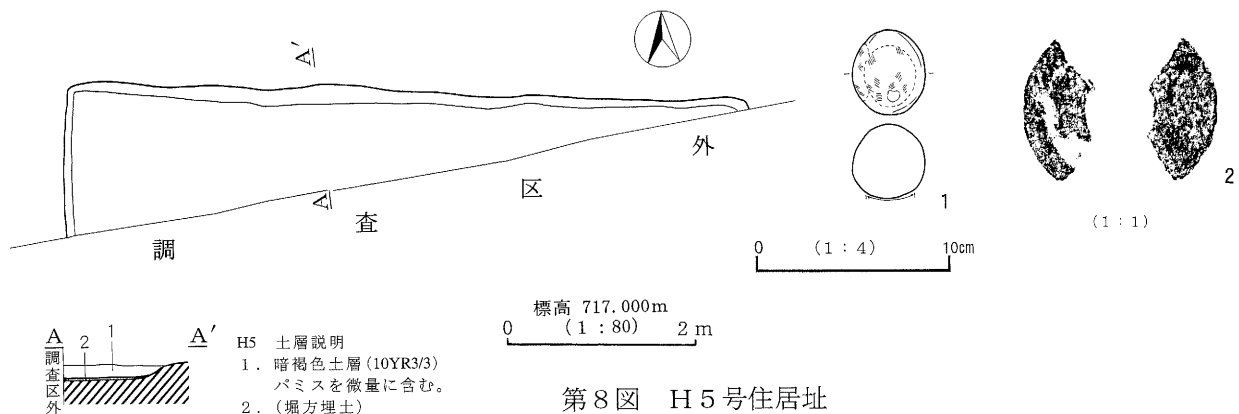 A'
A
調 査 区 外
1
2
(1:1)
0 (1:4) 10cm
標高 717.000m
0 (1:80) 2m
A 2 1 A'
調査区外
H5 土層説明
1. 暗褐色土層(10YR3/3)
パミスを微量に含む。
2. (堀方埋土)
第8図 H5号住居址